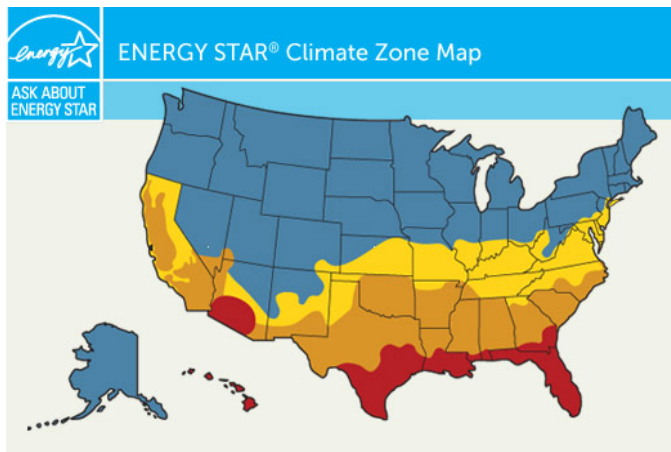 energy
ENERGY STAR® Climate Zone Map
ASK ABOUT
ENERGY STAR